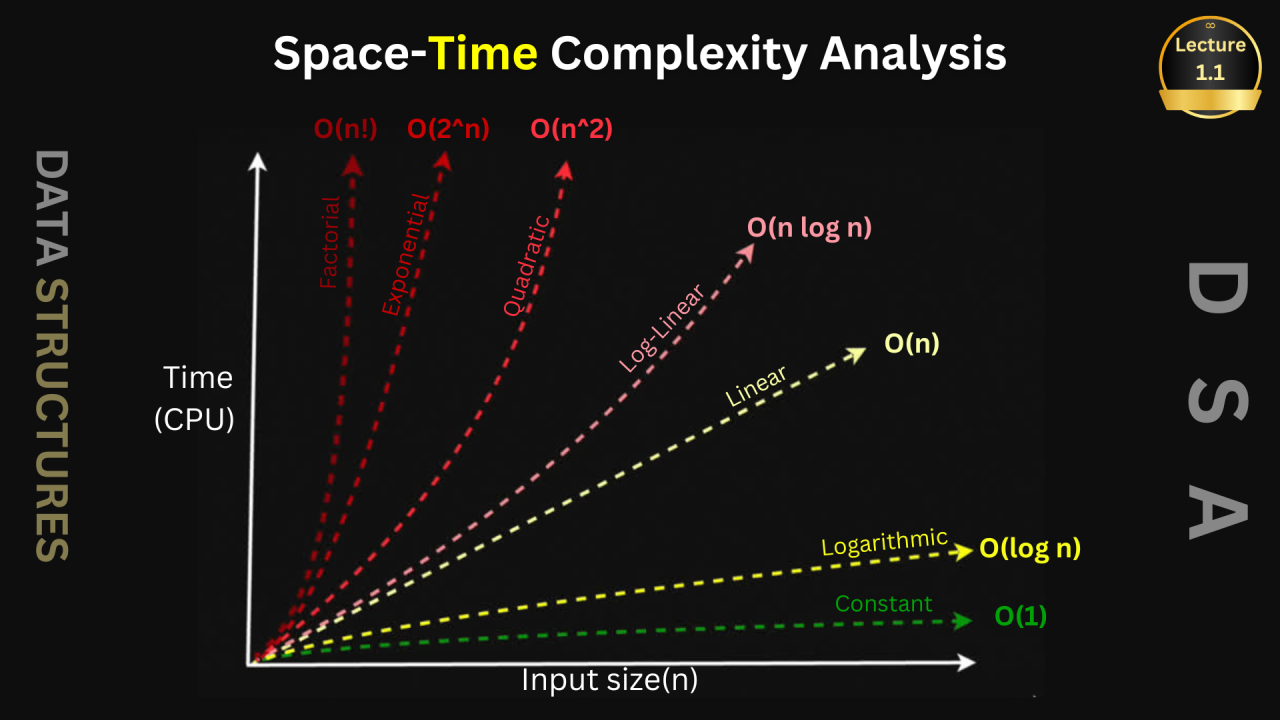 Space-Time Complexity Analysis
∞
Lecture
1.1
DATA STRUCTURES
D S A
O(n!)
O(2^n)
O(n^2)
O(n log n)
O(n)
O(log n)
O(1)
Factorial
Exponential
Quadratic
Log-Linear
Linear
Logarithmic
Constant
Time
(CPU)
Input size(n)